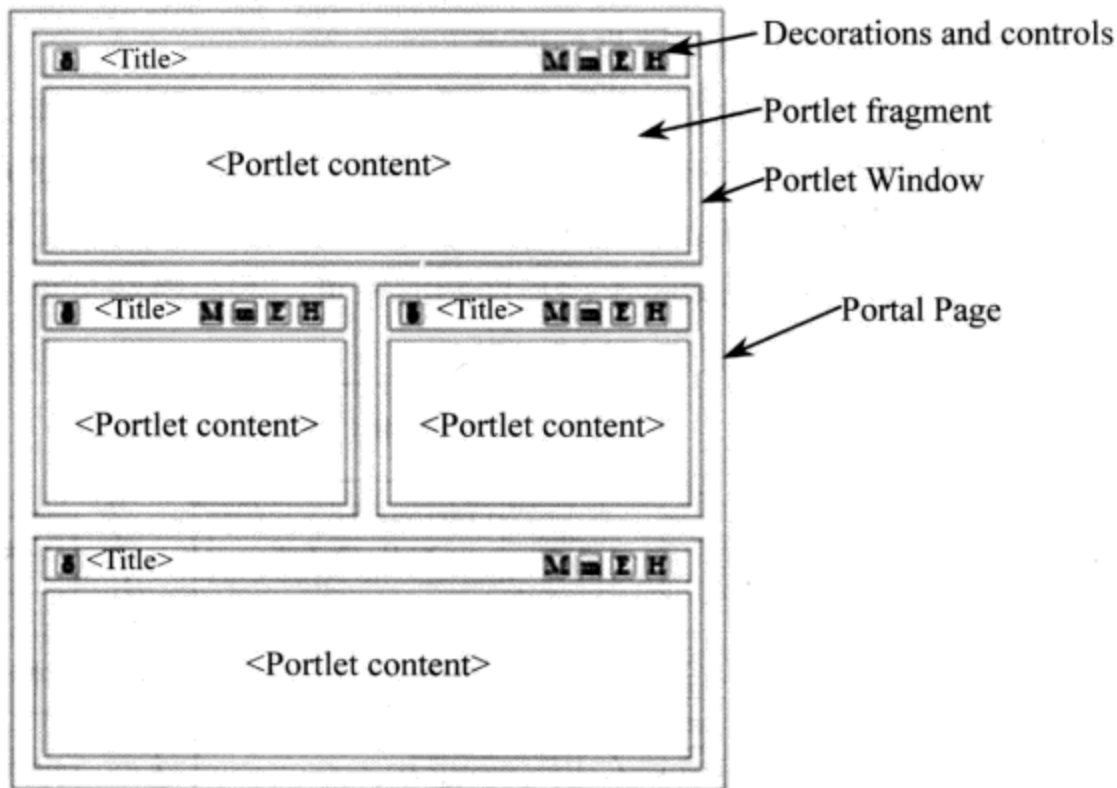 <Title> M m E H
Decorations and controls
Portlet fragment
<Portlet content>
Portlet Window
<Title> M m E H
<Title> M m E H
Portal Page
<Portlet content>
<Portlet content>
<Title> M m E H
<Portlet content>